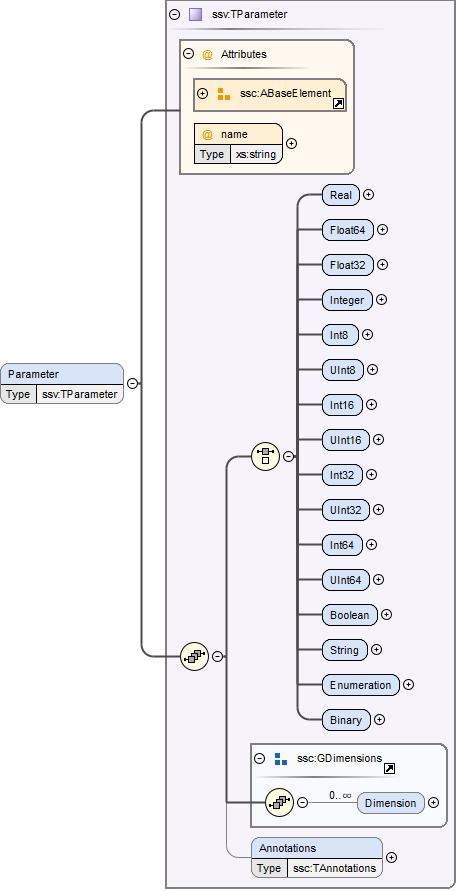 ssv:TParameter
@ Attributes
ssc:ABaseElement
@ name
Type xs:string
Real
Float64
Float32
Integer
Int8
UInt8
Int16
Parameter
Type ssv:TParameter
UInt16
Int32
UInt32
Int64
UInt64
Boolean
String
Enumeration
Binary
ssc:GDimensions
0..∞
Dimension
Annotations
Type ssc:TAnnotations